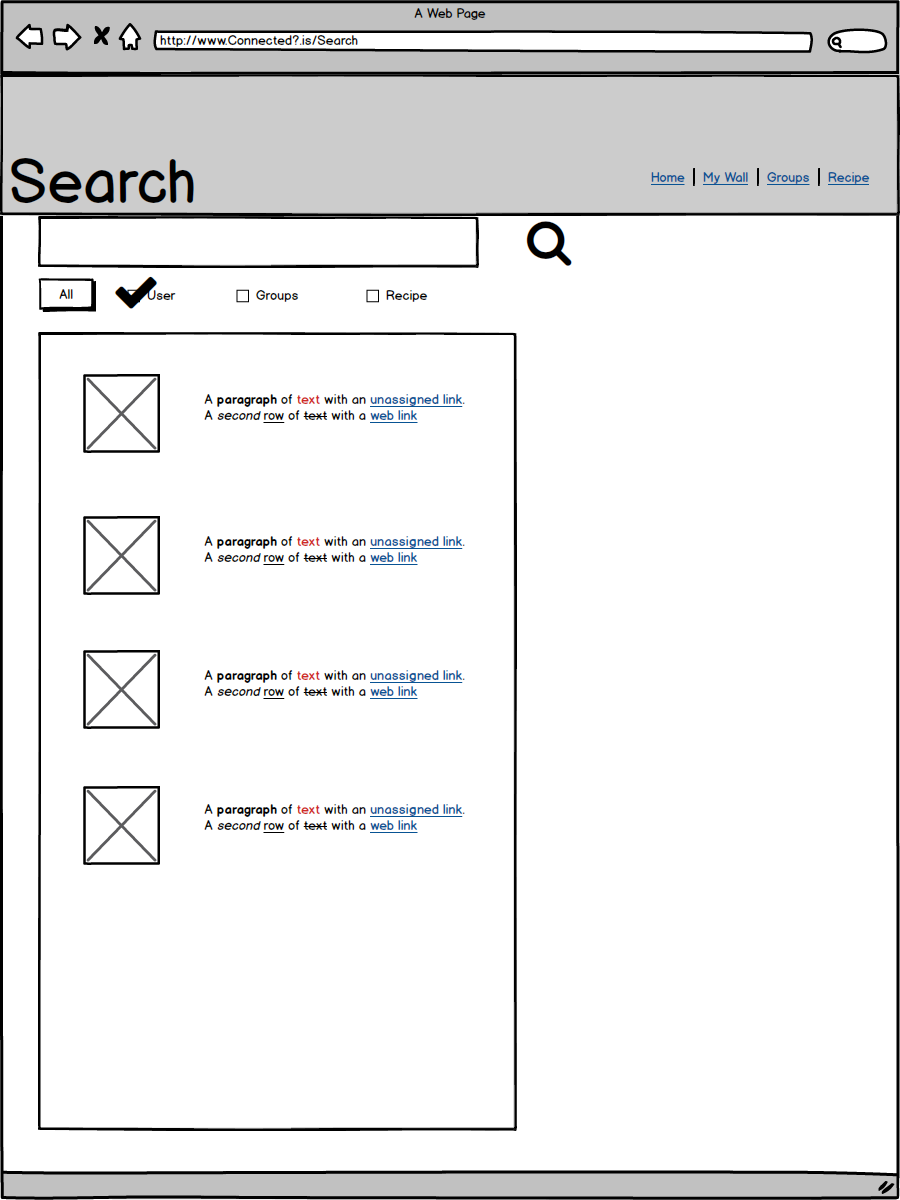 A Web Page
http://www.Connected?.is/Search
Search
Home My Wall Groups Recipe
All User Groups Recipe
A paragraph of text with an unassigned link.
A second row of text with a web link
A paragraph of text with an unassigned link.
A second row of text with a web link
A paragraph of text with an unassigned link.
A second row of text with a web link
A paragraph of text with an unassigned link.
A second row of text with a web link